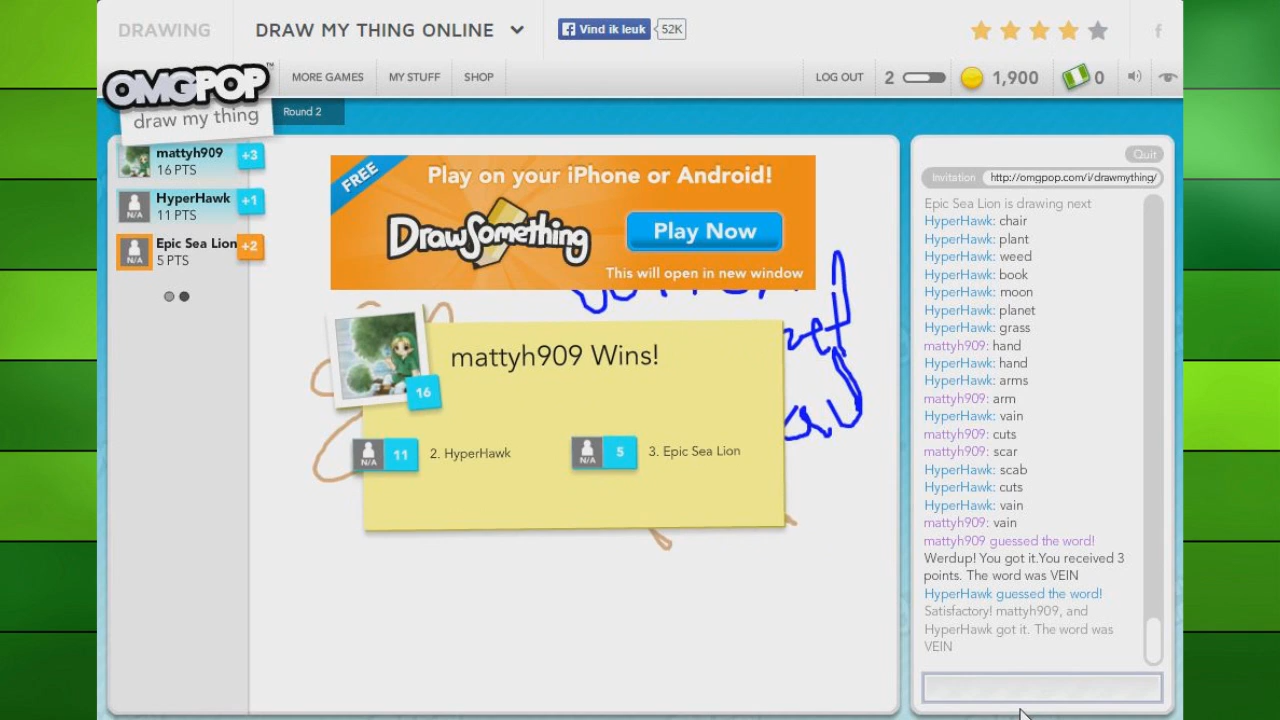 DRAWING
DRAW MY THING ONLINE
Vind ik leuk
52K
OMGPOP™
draw my thing
MORE GAMES
MY STUFF
SHOP
LOG OUT
2
1,900
0
Round 2
mattyh909
16 PTS
+3
HyperHawk
11 PTS
+1
N/A
Epic Sea Lion
5 PTS
+2
N/A
FREE
Play on your iPhone or Android!
DrawSomething
Play Now
This will open in new window
mattyh909 Wins!
16
N/A
11
2. HyperHawk
N/A
5
3. Epic Sea Lion
Quit
Invitation
http://omgpop.com/i/drawmything/
Epic Sea Lion is drawing next
HyperHawk: chair
HyperHawk: plant
HyperHawk: weed
HyperHawk: book
HyperHawk: moon
HyperHawk: planet
HyperHawk: grass
mattyh909: hand
HyperHawk: hand
HyperHawk: arms
mattyh909: arm
HyperHawk: vain
mattyh909: cuts
mattyh909: scar
HyperHawk: scab
HyperHawk: cuts
HyperHawk: vain
mattyh909: vain
mattyh909 guessed the word!
Werdup! You got it.You received 3
points. The word was VEIN
HyperHawk guessed the word!
Satisfactory! mattyh909, and
HyperHawk got it. The word was
VEIN